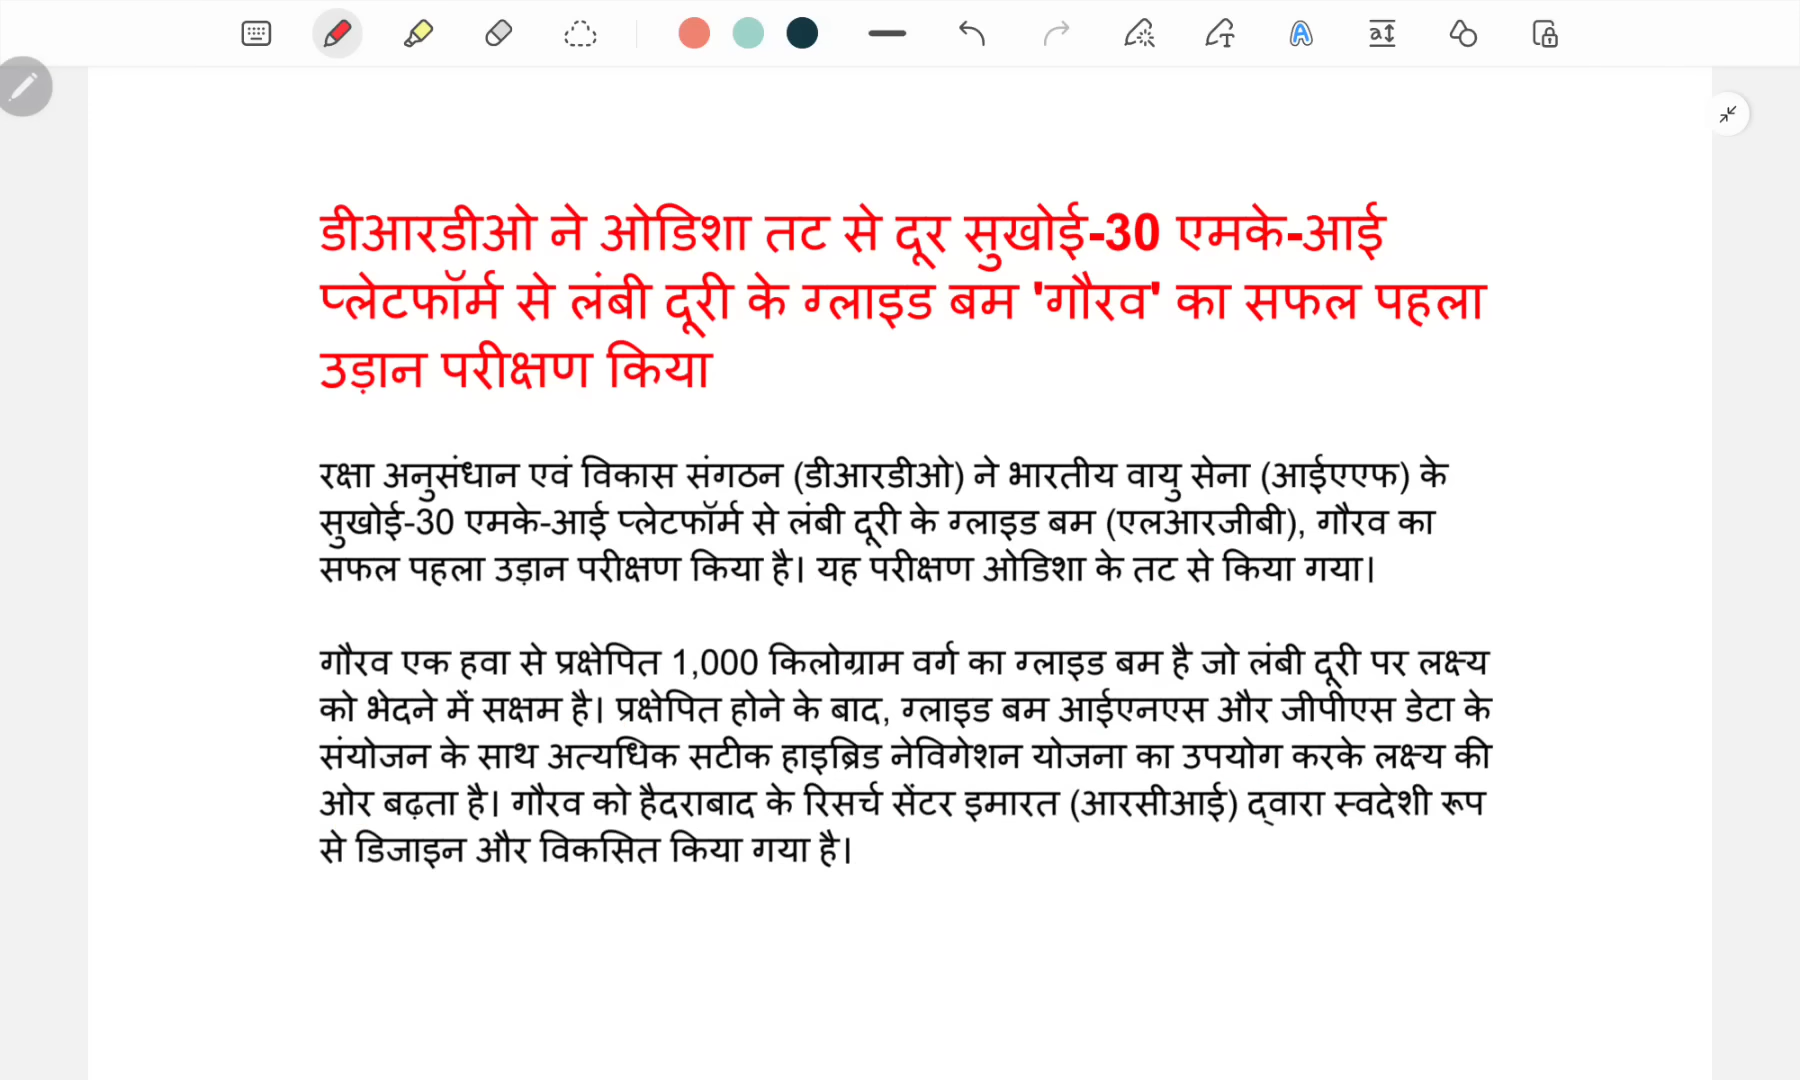 डीआरडीओ ने ओडिशा तट से दूर सुखोई-30 एमके-आई
प्लेटफॉर्म से लंबी दूरी के ग्लाइड बम 'गौरव' का सफल पहला
उड़ान परीक्षण किया
रक्षा अनुसंधान एवं विकास संगठन (डीआरडीओ) ने भारतीय वायु सेना (आईएएफ) के
सुखोई-30 एमके-आई प्लेटफॉर्म से लंबी दूरी के ग्लाइड बम (एलआरजीबी), गौरव का
सफल पहला उड़ान परीक्षण किया है। यह परीक्षण ओडिशा के तट से किया गया।
गौरव एक हवा से प्रक्षेपित 1,000 किलोग्राम वर्ग का ग्लाइड बम है जो लंबी दूरी पर लक्ष्य
को भेदने में सक्षम है। प्रक्षेपित होने के बाद, ग्लाइड बम आईएनएस और जीपीएस डेटा के
संयोजन के साथ अत्यधिक सटीक हाइब्रिड नेविगेशन योजना का उपयोग करके लक्ष्य की
ओर बढ़ता है। गौरव को हैदराबाद के रिसर्च सेंटर इमारत (आरसीआई) द्वारा स्वदेशी रूप
से डिजाइन और विकसित किया गया है।